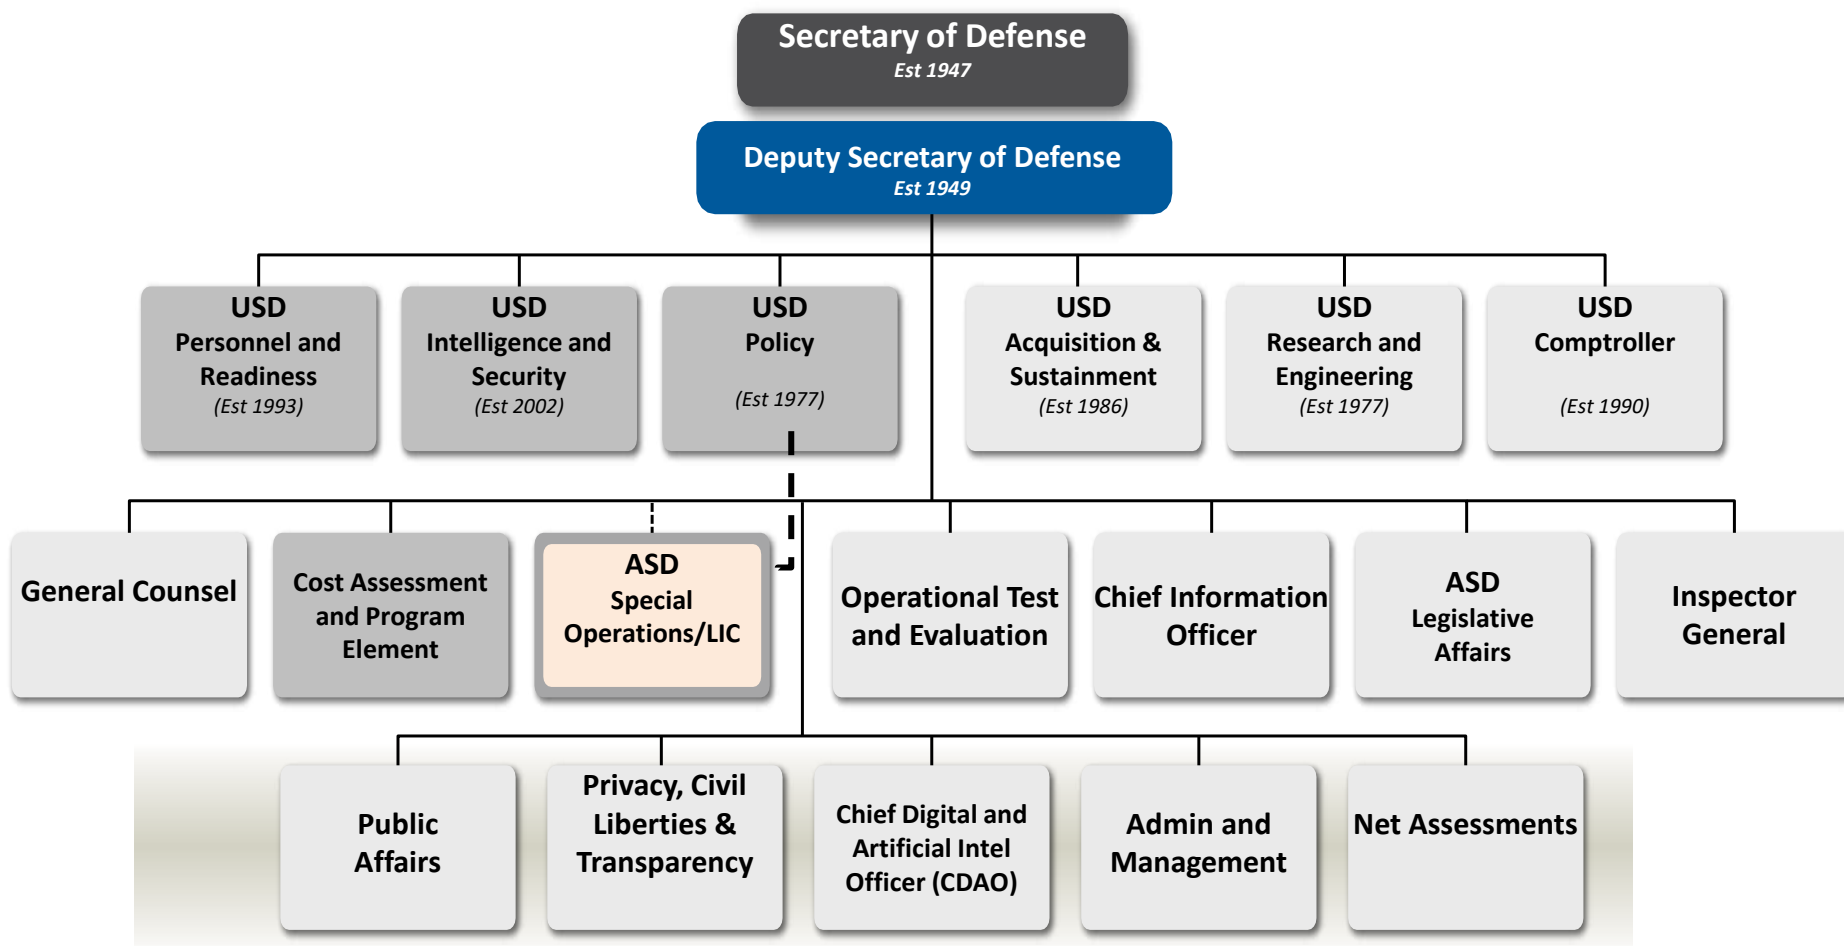 Secretary of Defense
Est 1947
Deputy Secretary of Defense
Est 1949
USD
Personnel and
Readiness
(Est 1993)
USD
Intelligence and
Security
(Est 2002)
USD
Policy
(Est 1977)
USD
Acquisition &
Sustainment
(Est 1986)
USD
Research and
Engineering
(Est 1977)
USD
Comptroller
(Est 1990)
General Counsel
Cost Assessment
and Program
Element
ASD
Special
Operations/LIC
Operational Test
and Evaluation
Chief Information
Officer
ASD
Legislative
Affairs
Inspector
General
Public
Affairs
Privacy, Civil
Liberties &
Transparency
Chief Digital and
Artificial Intel
Officer (CDAO)
Admin and
Management
Net Assessments